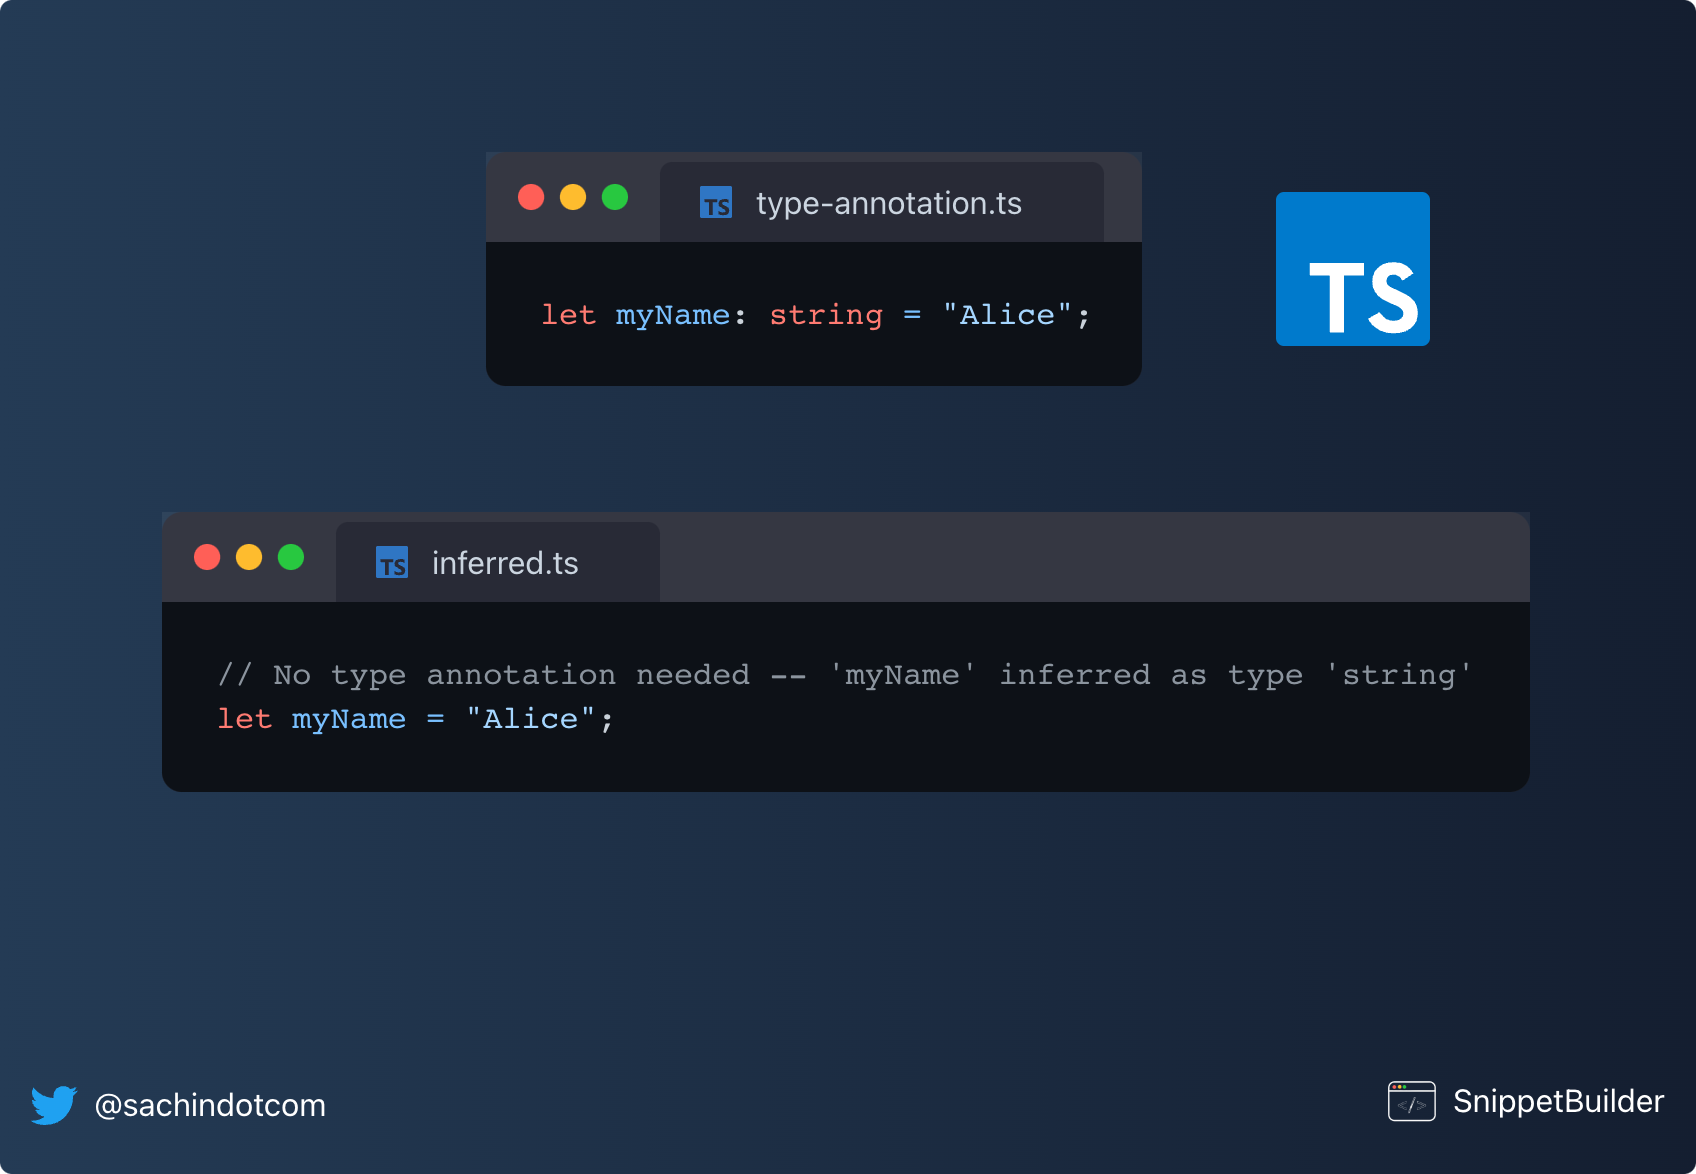 TS type-annotation.ts
let myName: string = "Alice";
TS
TS inferred.ts
// No type annotation needed -- 'myName' inferred as type 'string'
let myName = "Alice";
@sachindotcom
</> SnippetBuilder